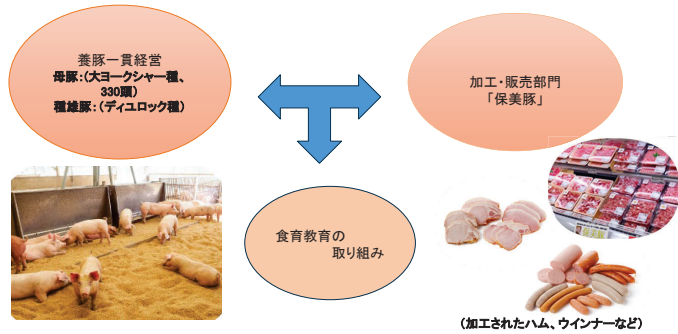 養豚一貫経営
母豚:(大ヨークシャー種、
330頭)
種雄豚:(ディユロック種)
加工・販売部門
「保美豚」
食育教育の
取り組み
(加工されたハム、ウインナーなど)